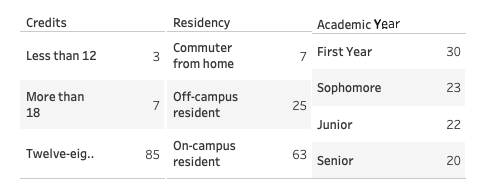 Credits
Less than 12 3
More than
18 7
Twelve-eig.. 85
Residency
Commuter
from home 7
Off-campus
resident 25
On-campus
resident 63
Academic Year
First Year 30
Sophomore 23
Junior 22
Senior 20